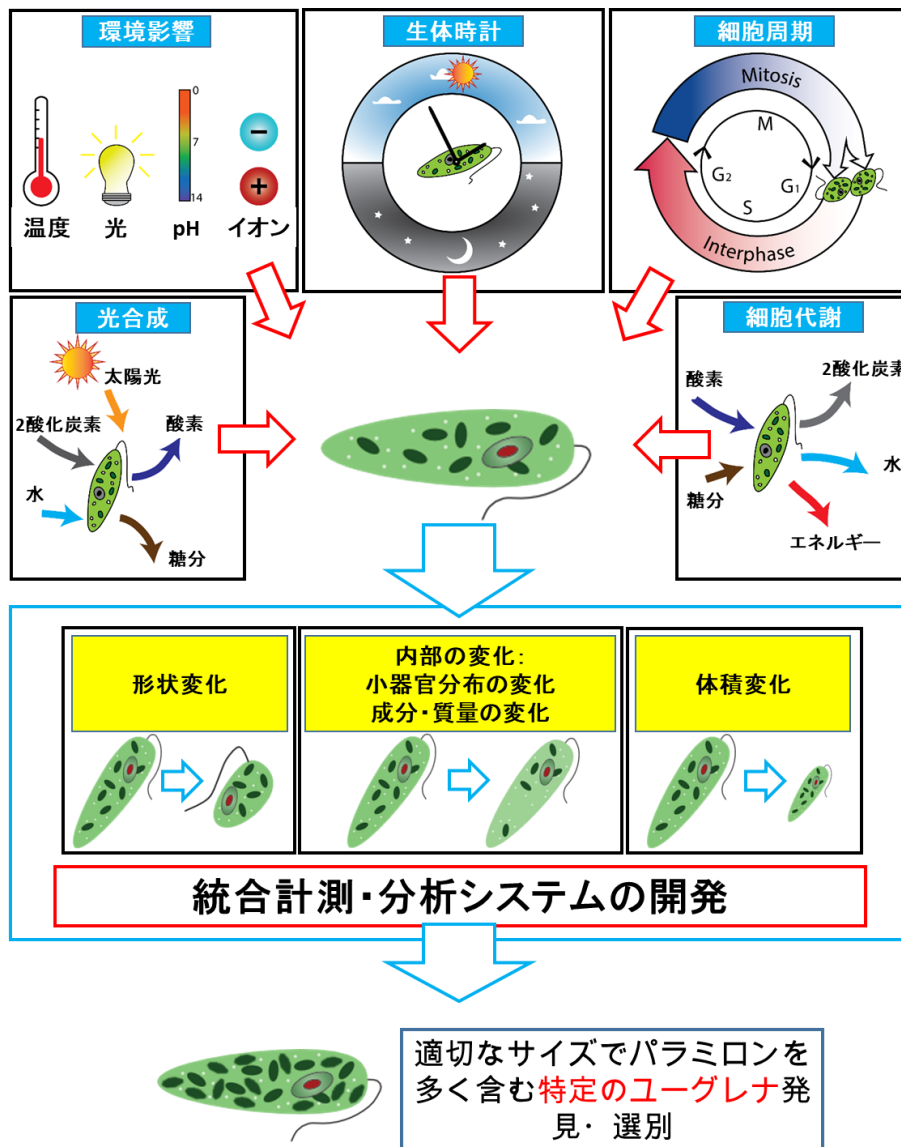 環境影響
0
7
14
温度
光
pH
イオン
生体時計
細胞周期
Mitosis
M
G₂
G₁
S
Interphase
光合成
太陽光
2酸化炭素
酸素
水
糖分
細胞代謝
酸素
2酸化炭素
糖分
水
エネルギー
形状変化
内部の変化:
小器官分布の変化
成分・質量の変化
体積変化
統合計測・分析システムの開発
適切なサイズでパラミロンを
多く含む特定のユーグレナ発
見・ 選別